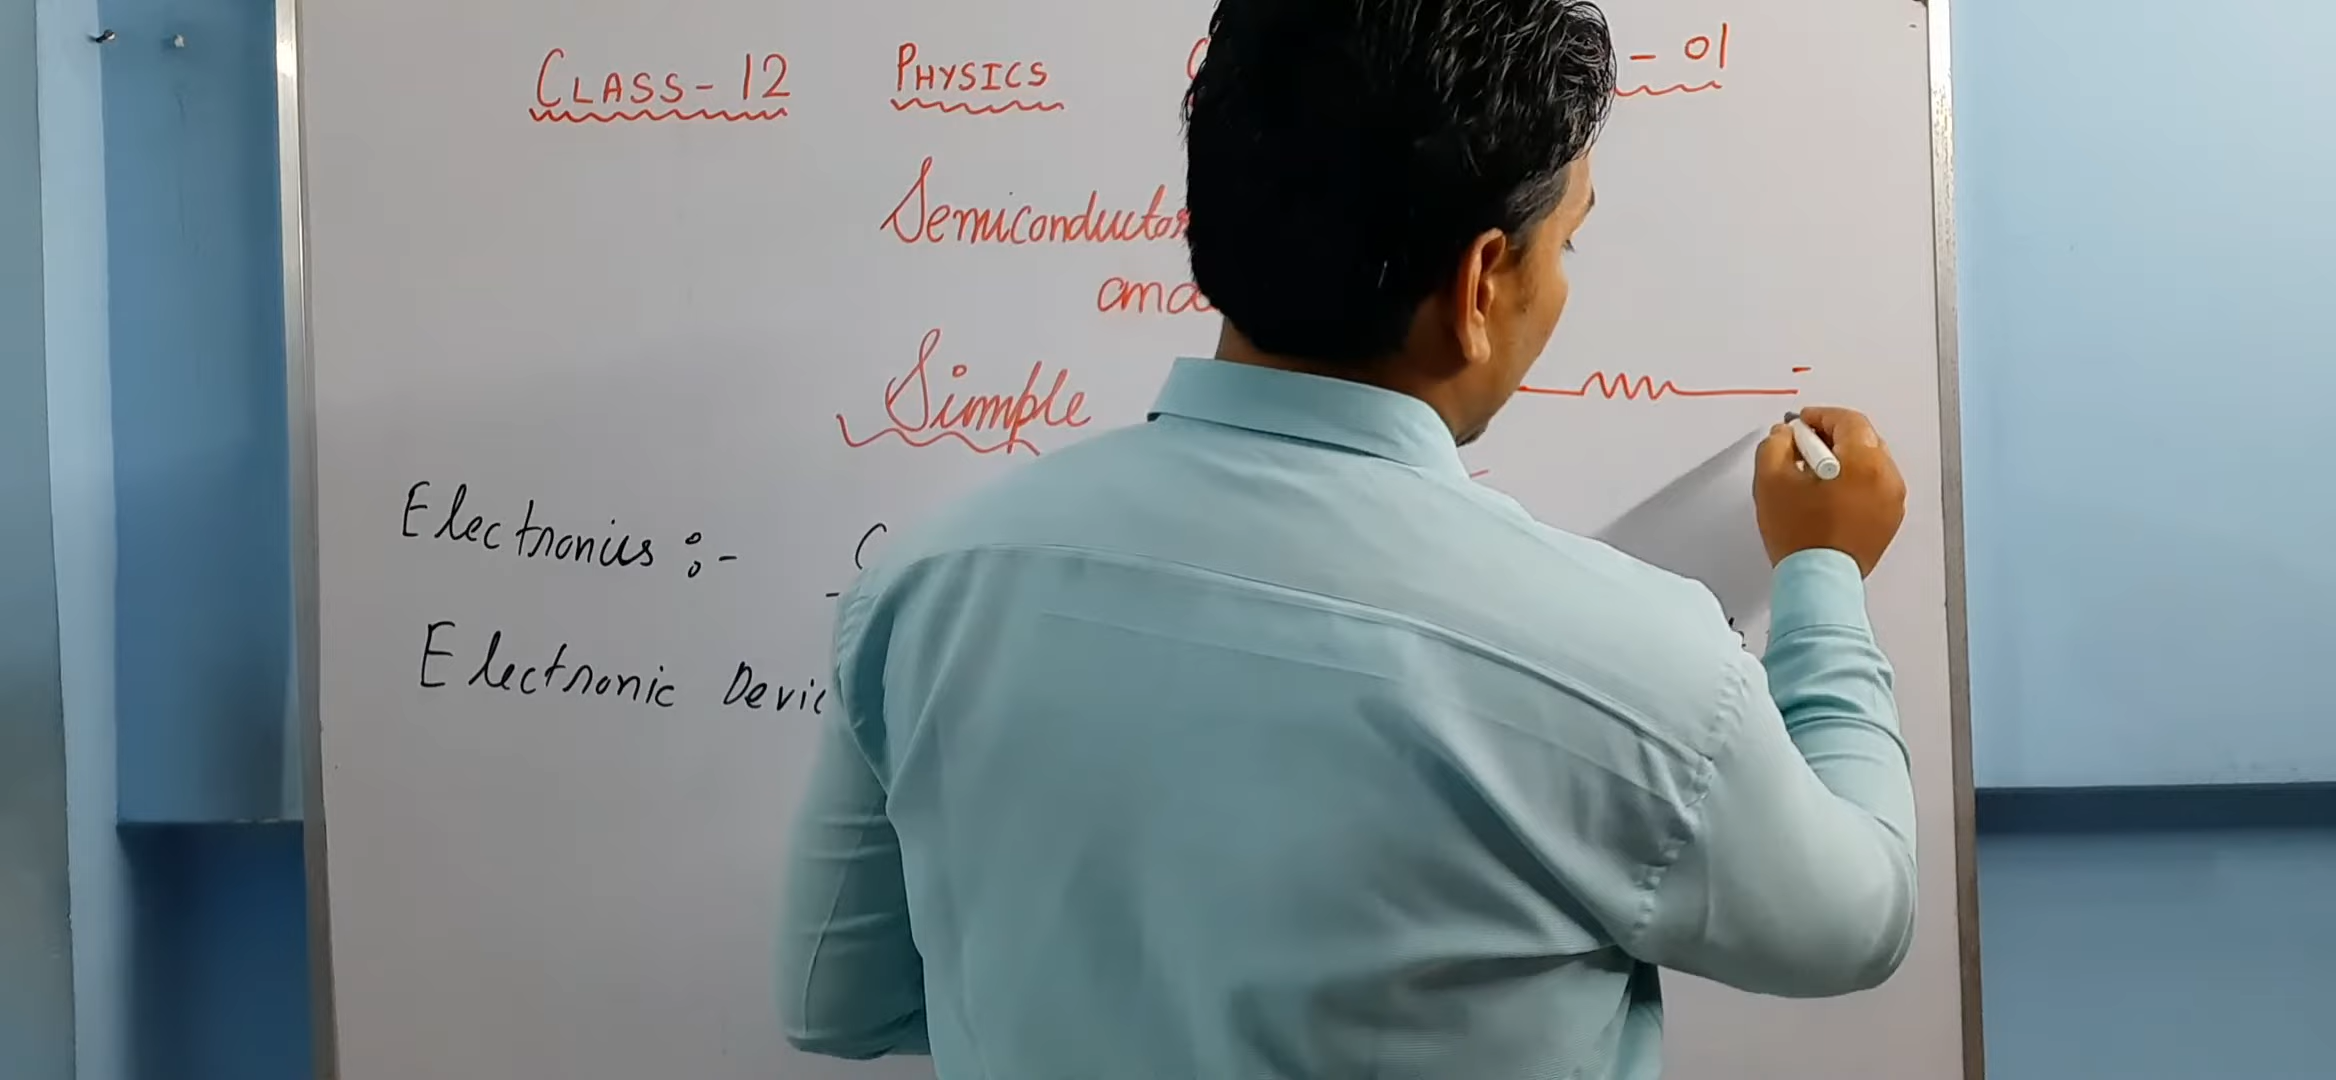 CLASS-12 PHYSICS - 01
Semiconductor
and
Simple
Electronics :-
Electronic Devic